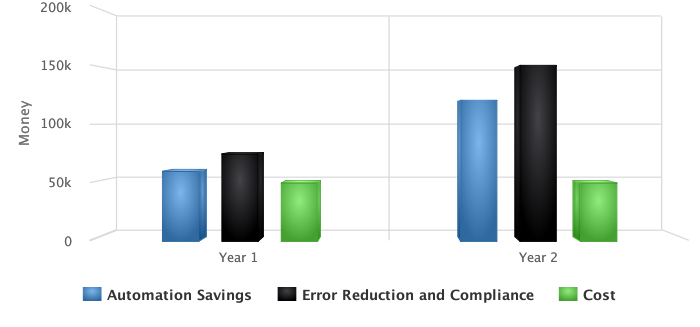 200k
150k
100k
50k
0
Money
Year 1
Year 2
Automation Savings
Error Reduction and Compliance
Cost